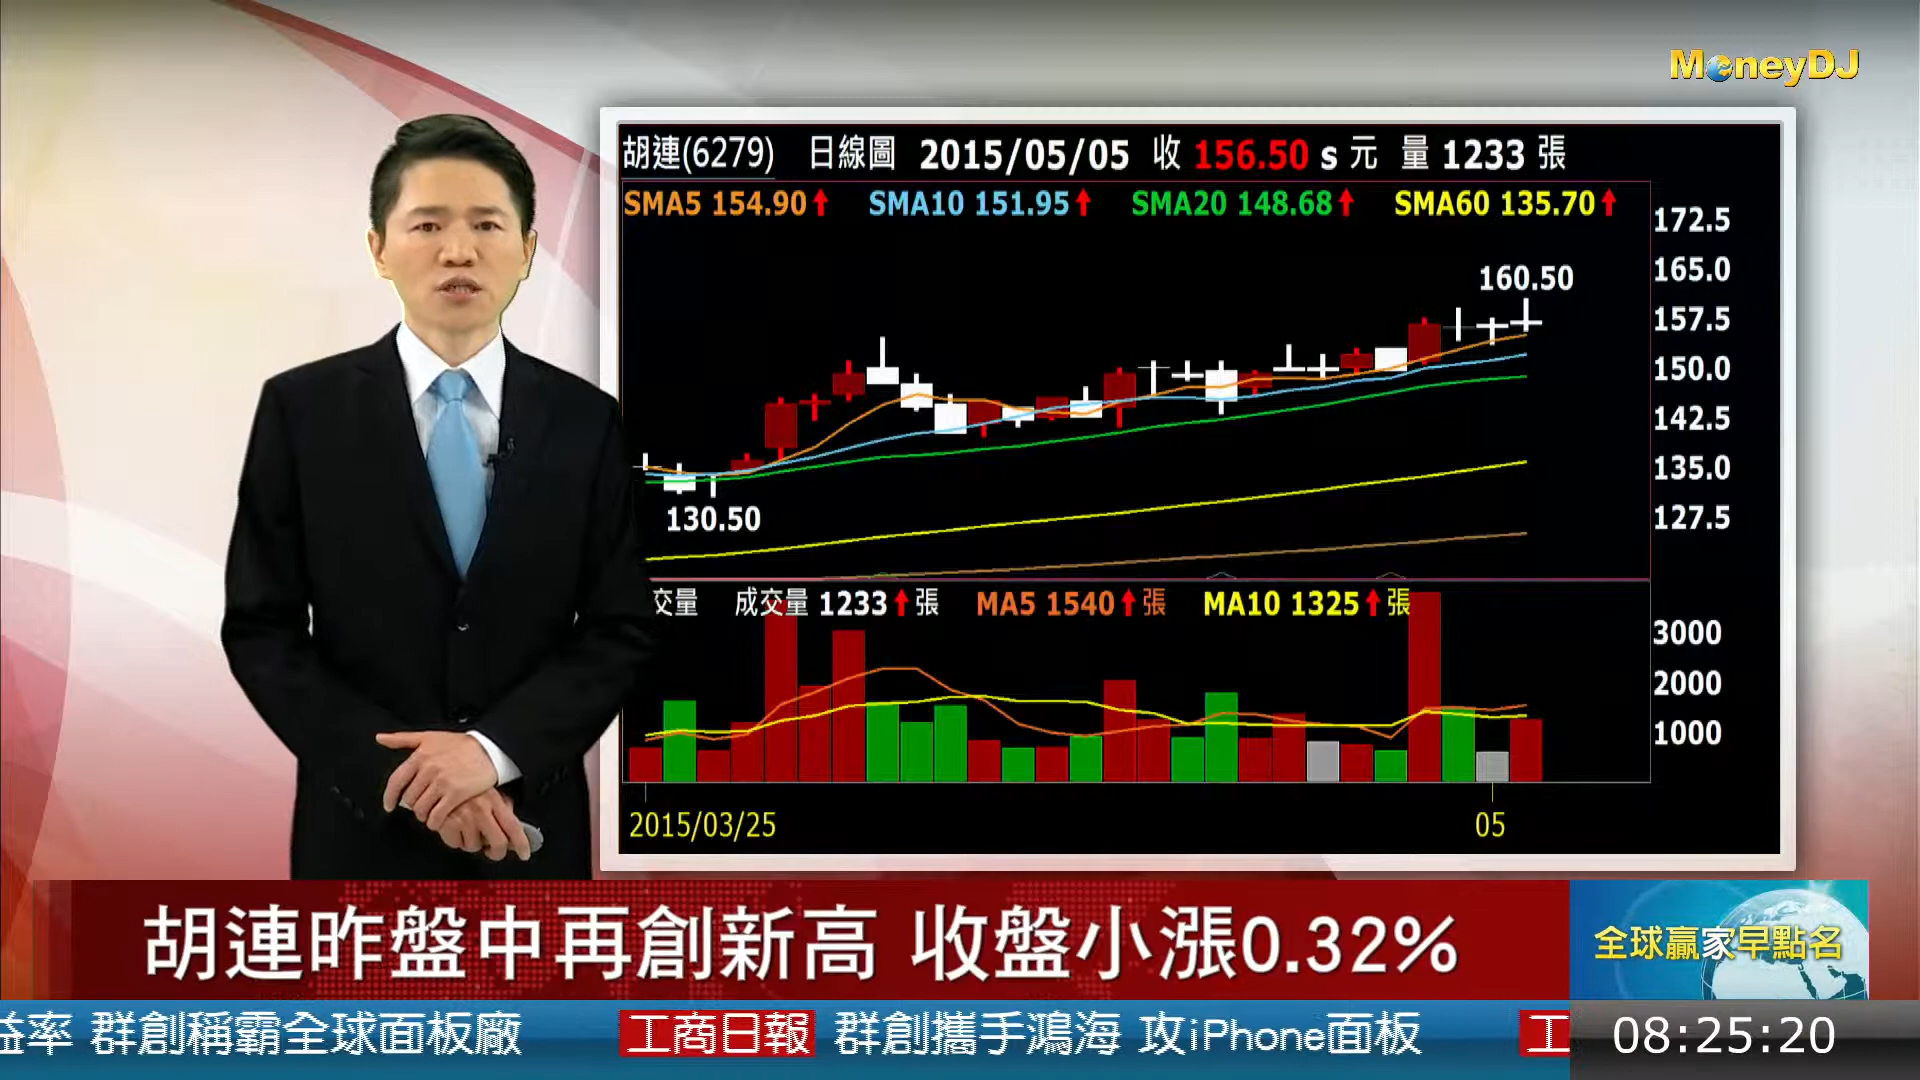 MoneyDJ
胡連(6279) 日線圖 2015/05/05 收 156.50 s 元 量 1233 張
SMA5 154.90↑ SMA10 151.95↑ SMA20 148.68↑ SMA60 135.70↑
172.5
165.0
160.50
157.5
150.0
142.5
135.0
130.50
127.5
交量 成交量 1233↑張 MA5 1540↑張 MA10 1325↑張
3000
2000
1000
2015/03/25 05
胡連昨盤中再創新高 收盤小漲0.32%
全球贏家早點名
益率 群創稱霸全球面板廠 工商日報 群創攜手鴻海 攻iPhone面板 工
08:25:20